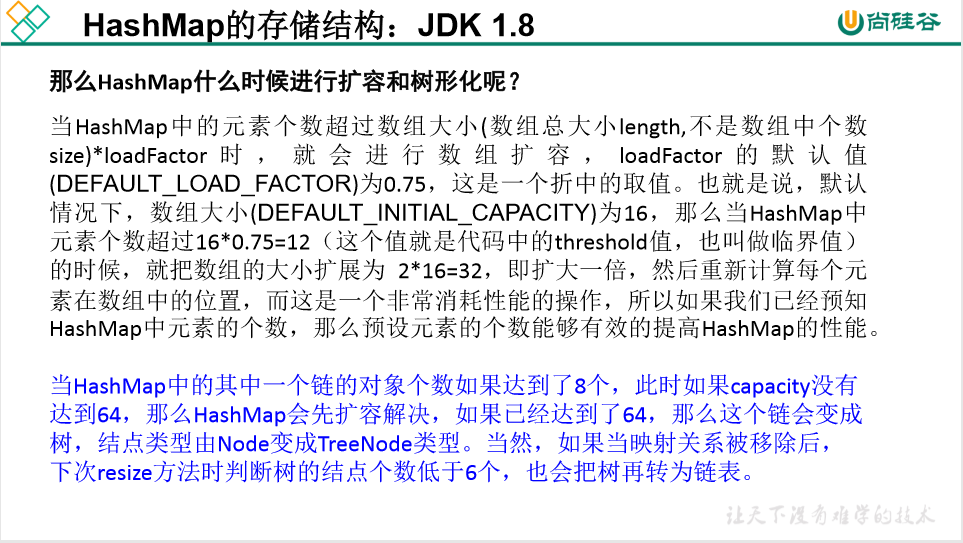 HashMap的存储结构：JDK 1.8
尚硅谷
那么HashMap什么时候进行扩容和树形化呢？
当HashMap中的元素个数超过数组大小(数组总大小length,不是数组中个数
size)*loadFactor 时 ， 就 会 进 行 数 组 扩 容 ， loadFactor 的 默 认 值
(DEFAULT_LOAD_FACTOR)为0.75，这是一个折中的取值。也就是说，默认
情况下，数组大小(DEFAULT_INITIAL_CAPACITY)为16，那么当HashMap中
元素个数超过16*0.75=12（这个值就是代码中的threshold值，也叫做临界值）
的时候，就把数组的大小扩展为 2*16=32，即扩大一倍，然后重新计算每个元
素在数组中的位置，而这是一个非常消耗性能的操作，所以如果我们已经预知
HashMap中元素的个数，那么预设元素的个数能够有效的提高HashMap的性能。
当HashMap中的其中一个链的对象个数如果达到了8个，此时如果capacity没有
达到64，那么HashMap会先扩容解决，如果已经达到了64，那么这个链会变成
树，结点类型由Node变成TreeNode类型。当然，如果当映射关系被移除后，
下次resize方法时判断树的结点个数低于6个，也会把树再转为链表。
让天下没有难学的技术